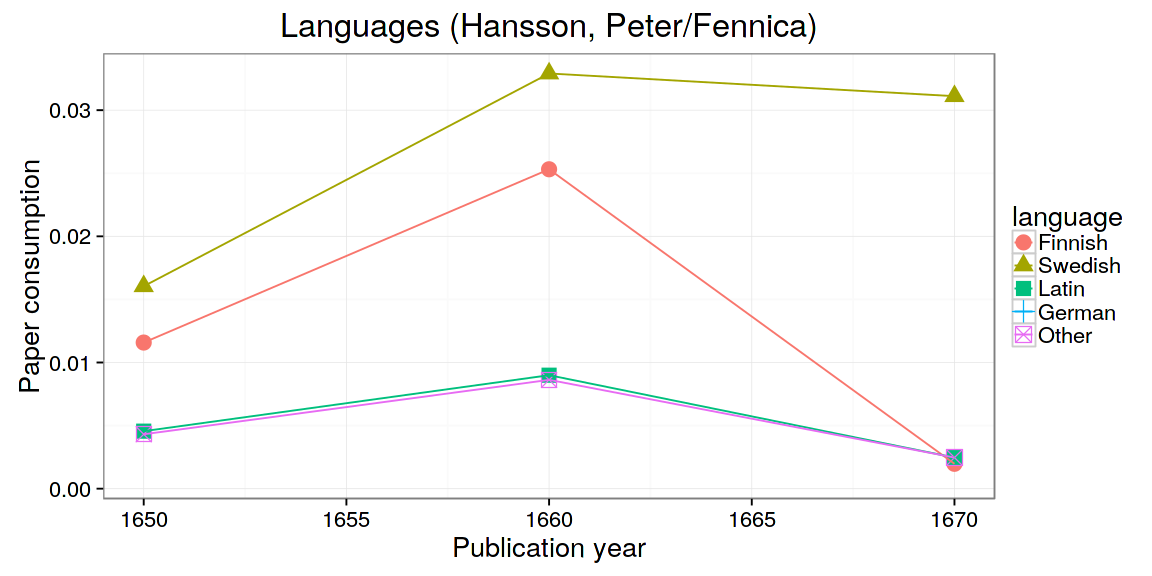 Languages (Hansson, Peter/Fennica)
Paper consumption
0.03
0.02
0.01
0.00
1650 1655 1660 1665 1670
Publication year
language
Finnish
Swedish
Latin
German
Other